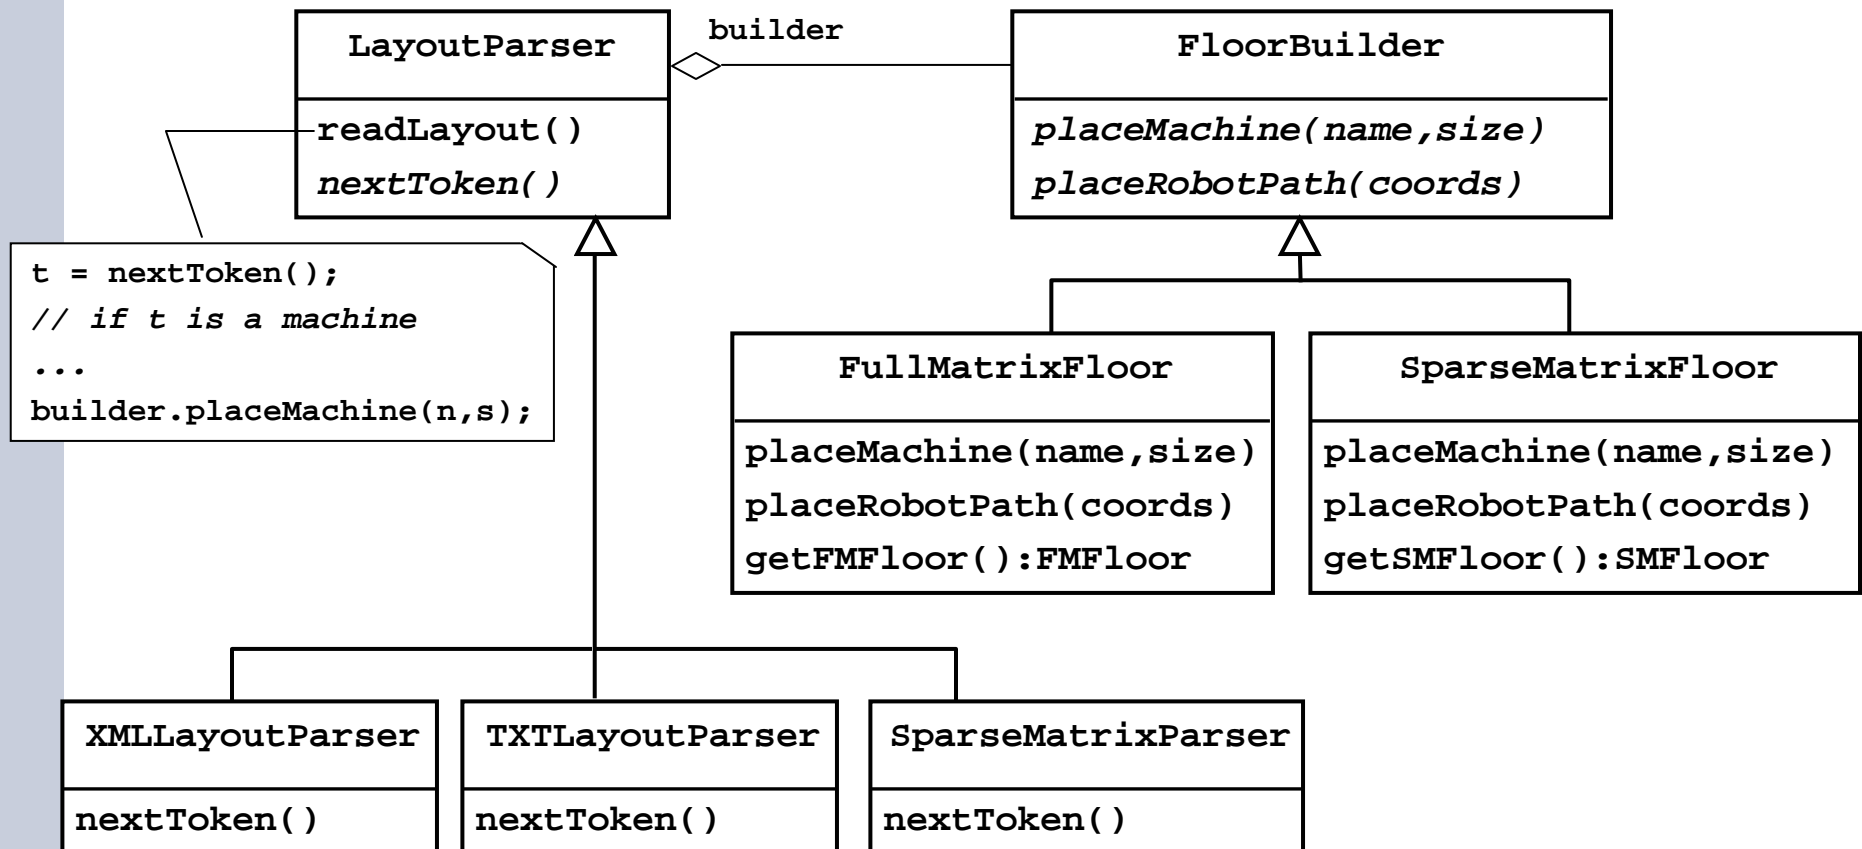 LayoutParser
readLayout()
nextToken()
builder
FloorBuilder
placeMachine(name,size)
placeRobotPath(coords)
t = nextToken();
// if t is a machine
...
builder.placeMachine(n,s);
FullMatrixFloor
placeMachine(name,size)
placeRobotPath(coords)
getFMFloor():FMFloor
SparseMatrixFloor
placeMachine(name,size)
placeRobotPath(coords)
getSMFloor():SMFloor
XMLLayoutParser
nextToken()
TXTLayoutParser
nextToken()
SparseMatrixParser
nextToken()